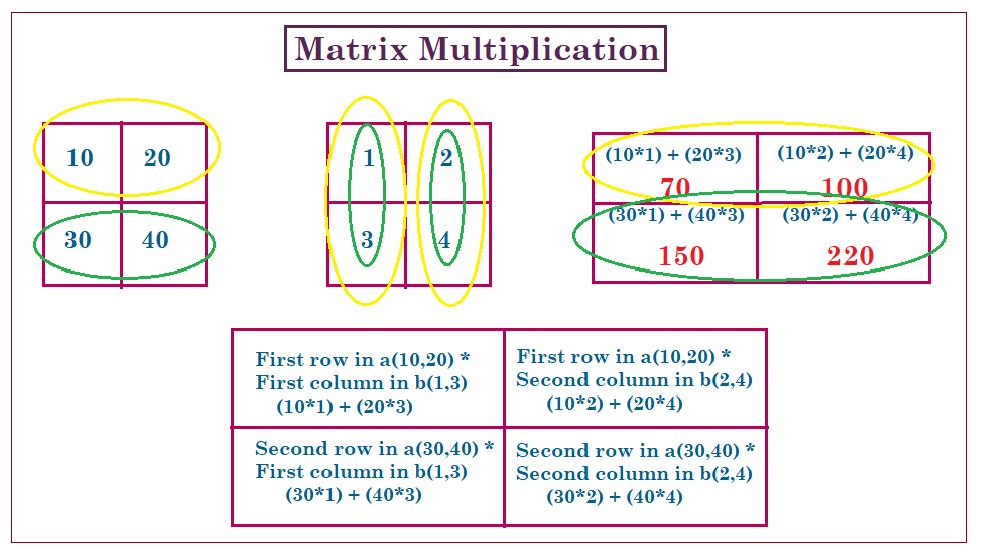 Matrix Multiplication
10 20
30 40
1 2
3 4
(10*1) + (20*3) (10*2) + (20*4)
70 100
(30*1) + (40*3) (30*2) + (40*4)
150 220
First row in a(10,20) *
First column in b(1,3)
(10*1) + (20*3)
First row in a(10,20) *
Second column in b(2,4)
(10*2) + (20*4)
Second row in a(30,40) *
First column in b(1,3)
(30*1) + (40*3)
Second row in a(30,40) *
Second column in b(2,4)
(30*2) + (40*4)